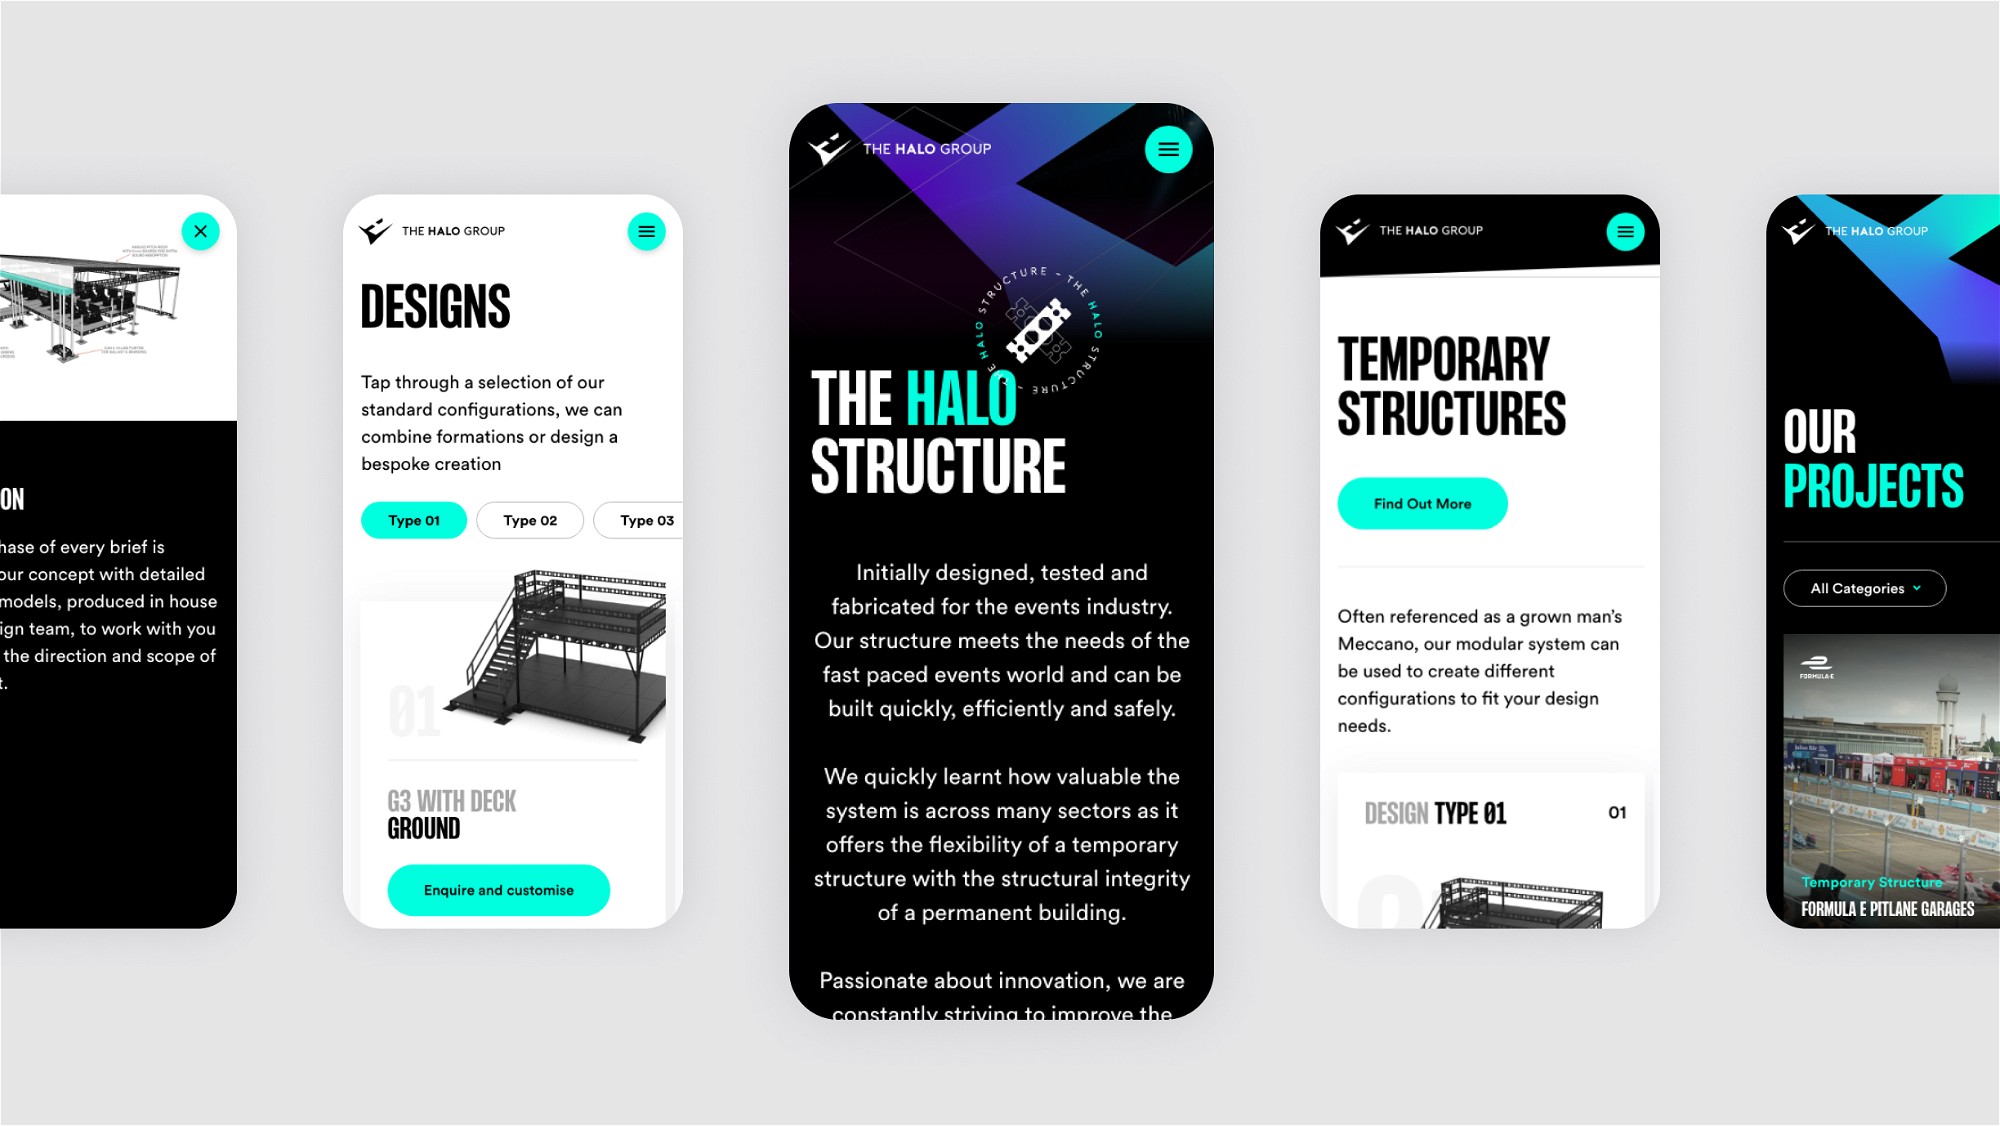 ON
hase of every brief is
our concept with detailed
models, produced in house
ign team, to work with you
the direction and scope of
t.
THE HALO GROUP
DESIGNS
Tap through a selection of our
standard configurations, we can
combine formations or design a
bespoke creation
Type 01
Type 02
Type 03
01
G3 WITH DECK
GROUND
Enquire and customise
THE HALO GROUP
THE HALO STRUCTURE - THE HALO STRUCTURE -
THE HALO
STRUCTURE
Initially designed, tested and
fabricated for the events industry.
Our structure meets the needs of the
fast paced events world and can be
built quickly, efficiently and safely.
We quickly learnt how valuable the
system is across many sectors as it
offers the flexibility of a temporary
structure with the structural integrity
of a permanent building.
Passionate about innovation, we are
constantly striving to improve the
THE HALO GROUP
TEMPORARY
STRUCTURES
Find Out More
Often referenced as a grown man's
Meccano, our modular system can
be used to create different
configurations to fit your design
needs.
DESIGN TYPE 01
01
THE HALO GROUP
OUR
PROJECTS
All Categories
FORMULA E
Temporary Structure
FORMULA E PITLANE GARAGES